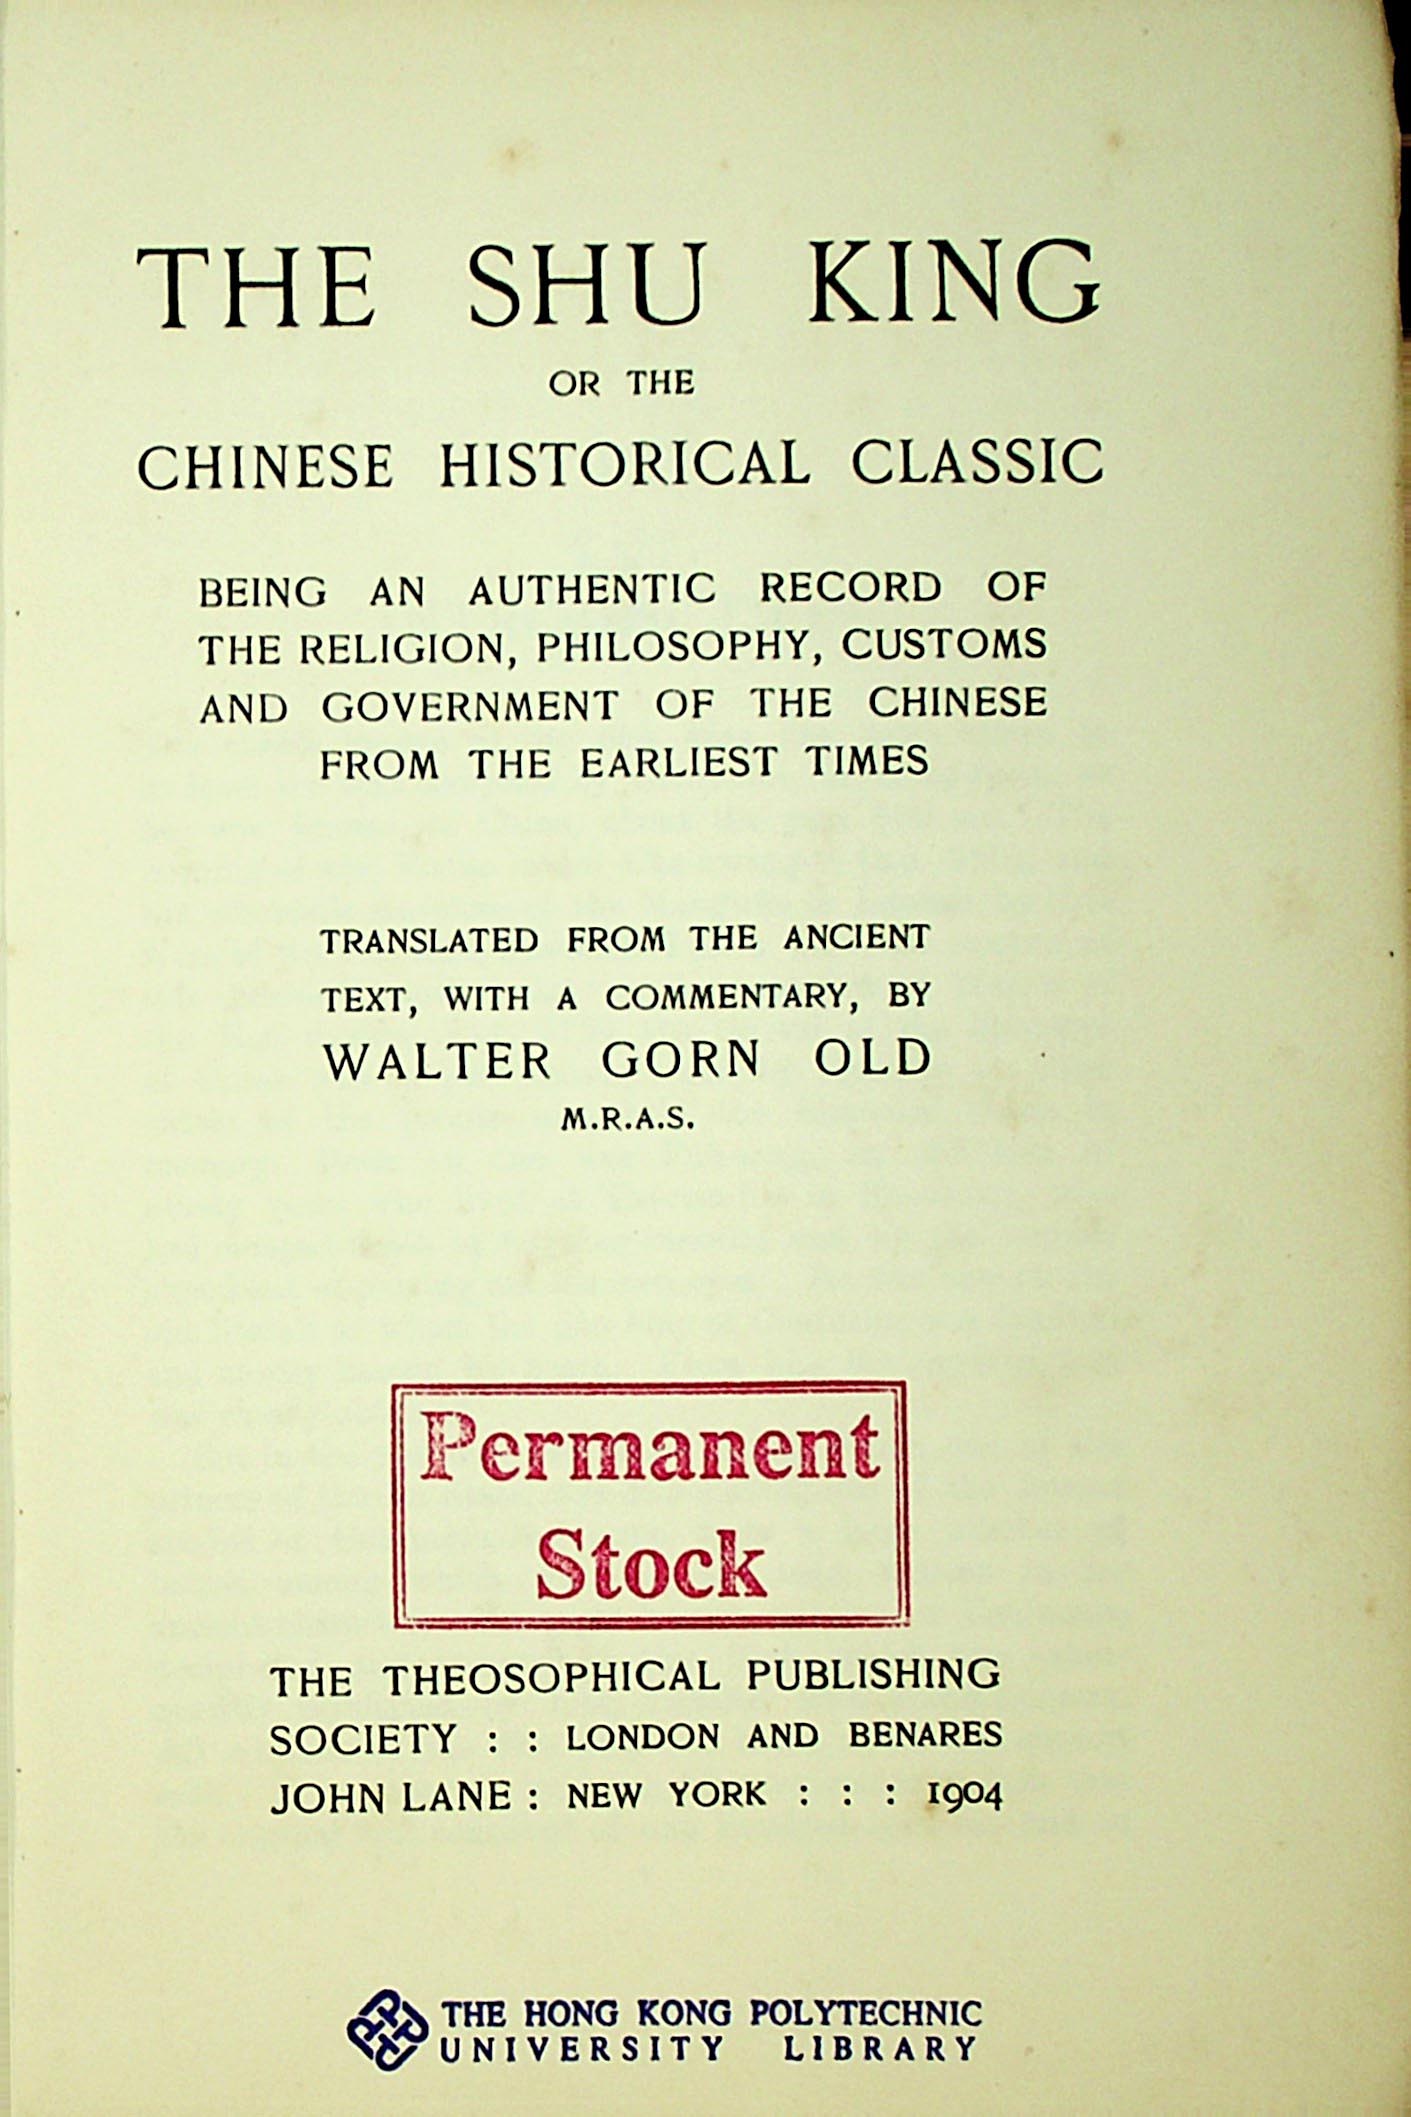 THE SHU KING
OR THE
CHINESE HISTORICAL CLASSIC
BEING AN AUTHENTIC RECORD OF
THE RELIGION, PHILOSOPHY, CUSTOMS
AND GOVERNMENT OF THE CHINESE
FROM THE EARLIEST TIMES
TRANSLATED FROM THE ANCIENT
TEXT, WITH A COMMENTARY, BY
WALTER GORN OLD
M.R.A.S.
Permanent
Stock
THE THEOSOPHICAL PUBLISHING
SOCIETY : : LONDON AND BENARES
JOHN LANE : NEW YORK : : : 1904
THE HONG KONG POLYTECHNIC
UNIVERSITY LIBRARY